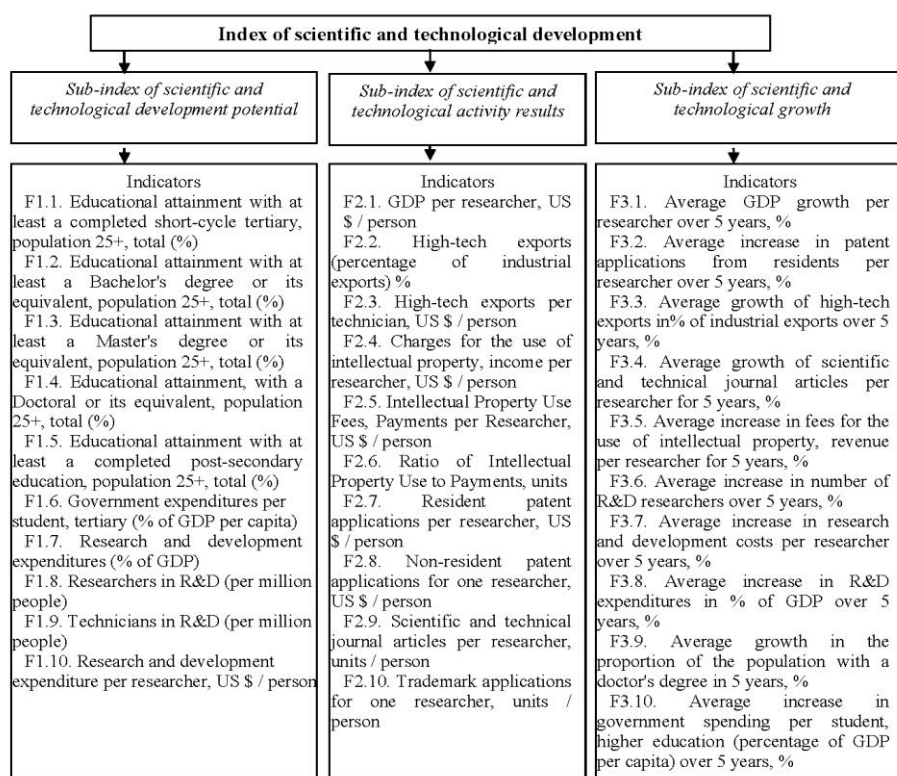 Index of scientific and technological development
Sub-index of scientific and
technological development potential
Sub-index of scientific and
technological activity results
Sub-index of scientific and
technological growth
Indicators
F1.1. Educational attainment with at
least a completed short-cycle tertiary,
population 25+, total (%)
F1.2. Educational attainment with at
least a Bachelor's degree or its
equivalent, population 25+, total (%)
F1.3. Educational attainment with at
least a Master's degree or its
equivalent, population 25+, total (%)
F1.4. Educational attainment, with a
Doctoral or its equivalent, population
25+, total (%)
F1.5. Educational attainment with at
least a completed post-secondary
education, population 25+, total (%)
F1.6. Government expenditures per
student, tertiary (% of GDP per capita)
F1.7. Research and development
expenditures (% of GDP)
F1.8. Researchers in R&D (per million
people)
F1.9. Technicians in R&D (per million
people)
F1.10. Research and development
expenditure per researcher, US $ / person
Indicators
F2.1. GDP per researcher, US
$ / person
F2.2. High-tech exports
(percentage of industrial
exports) %
F2.3. High-tech exports per
technician, US $ / person
F2.4. Charges for the use of
intellectual property, income per
researcher, US $ / person
F2.5. Intellectual Property Use
Fees, Payments per Researcher,
US $ / person
F2.6. Ratio of Intellectual
Property Use to Payments, units
F2.7. Resident patent
applications per researcher, US
$ / person
F2.8. Non-resident patent
applications for one researcher,
US $ / person
F2.9. Scientific and technical
journal articles per researcher,
units / person
F2.10. Trademark applications
for one researcher, units /
person
Indicators
F3.1. Average GDP growth per
researcher over 5 years, %
F3.2. Average increase in patent
applications from residents per
researcher over 5 years, %
F3.3. Average growth of high-tech
exports in% of industrial exports over 5
years, %
F3.4. Average growth of scientific
and technical journal articles per
researcher for 5 years, %
F3.5. Average increase in fees for the
use of intellectual property, revenue
per researcher for 5 years, %
F3.6. Average increase in number of
R&D researchers over 5 years, %
F3.7. Average increase in research
and development costs per researcher
over 5 years, %
F3.8. Average increase in R&D
expenditures in % of GDP over 5
years, %
F3.9. Average growth in the
proportion of the population with a
doctor's degree in 5 years, %
F3.10. Average increase in
government spending per student,
higher education (percentage of GDP
per capita) over 5 years, %